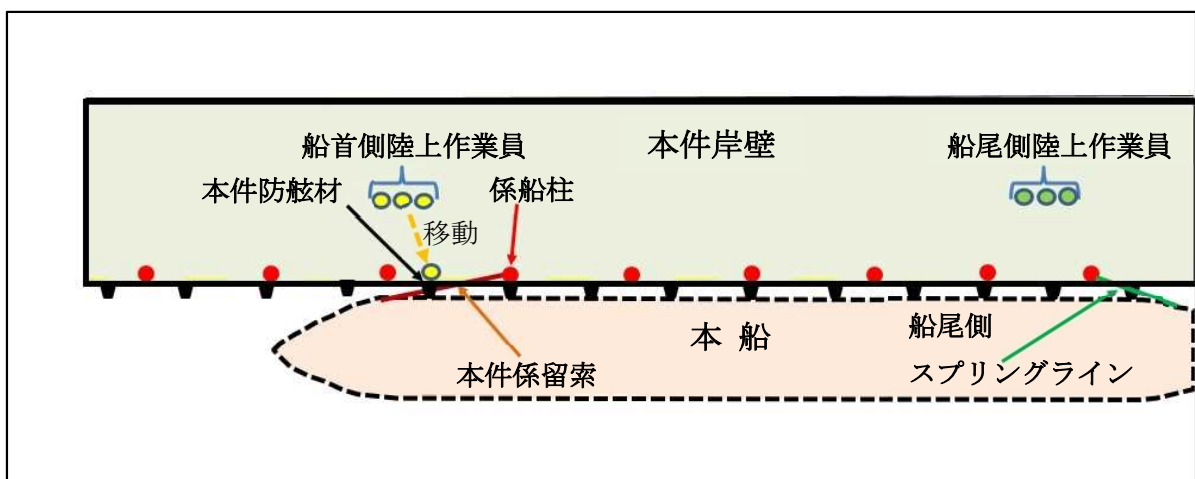 船首側陸上作業員
本件岸壁
船尾側陸上作業員
本件防舷材
係船柱
移動
本船
船尾側
本件係留索
スプリングライン